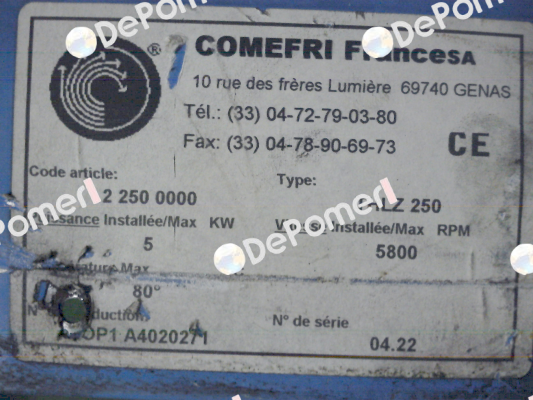 COMEFRI FrancesA
®
10 rue des frères Lumière 69740 GENAS
Tél.: (33) 04-72-79-03-80
Fax: (33) 04-78-90-69-73
CE
Code article: Type:
2 250 0000 250
Installée/Max KW Installée/Max RPM
5 5800
Max
80°
N° de série
A4020271 04.22
DePomerl
DePomerl